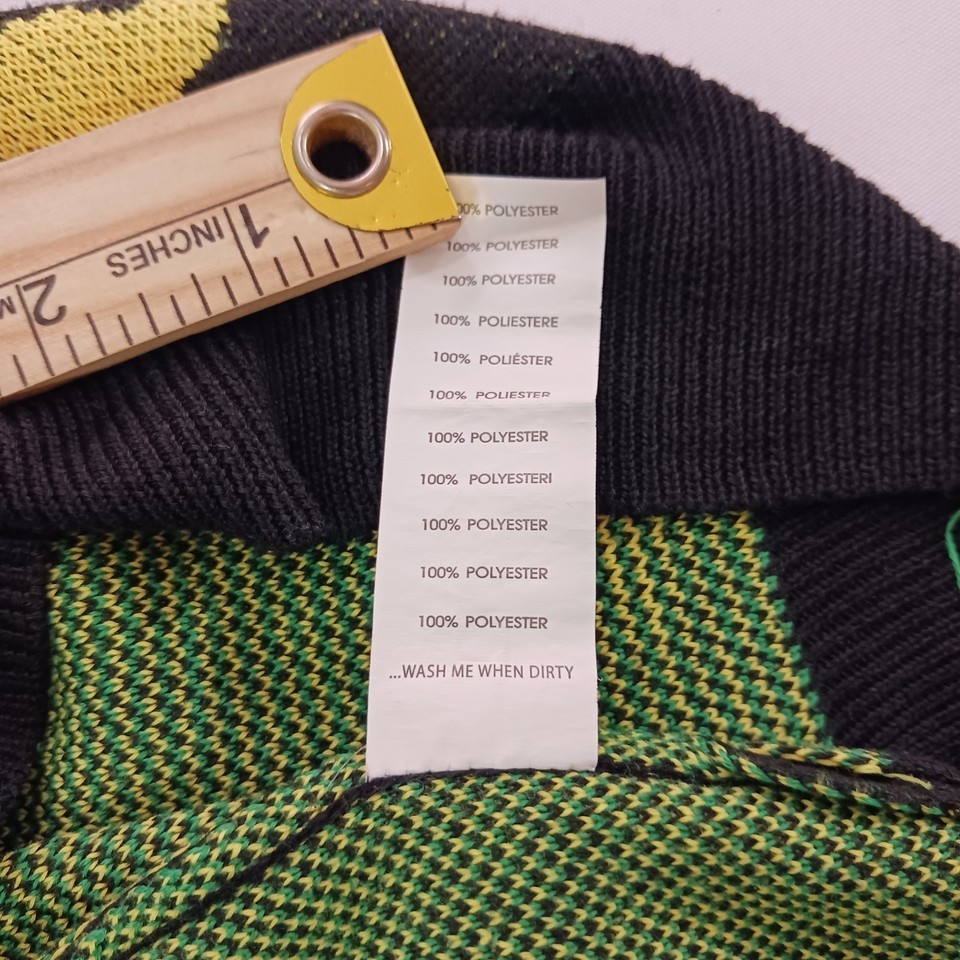 00% POLYESTER
100% POLYESTER
100% POLYESTER
100% POLIESTERE
100% POLIÉSTER
100% POLIESTER
100% POLYESTER
100% POLYESTERI
100% POLYESTER
100% POLYESTER
100% POLYESTER
...WASH ME WHEN DIRTY
1 INCHES 2